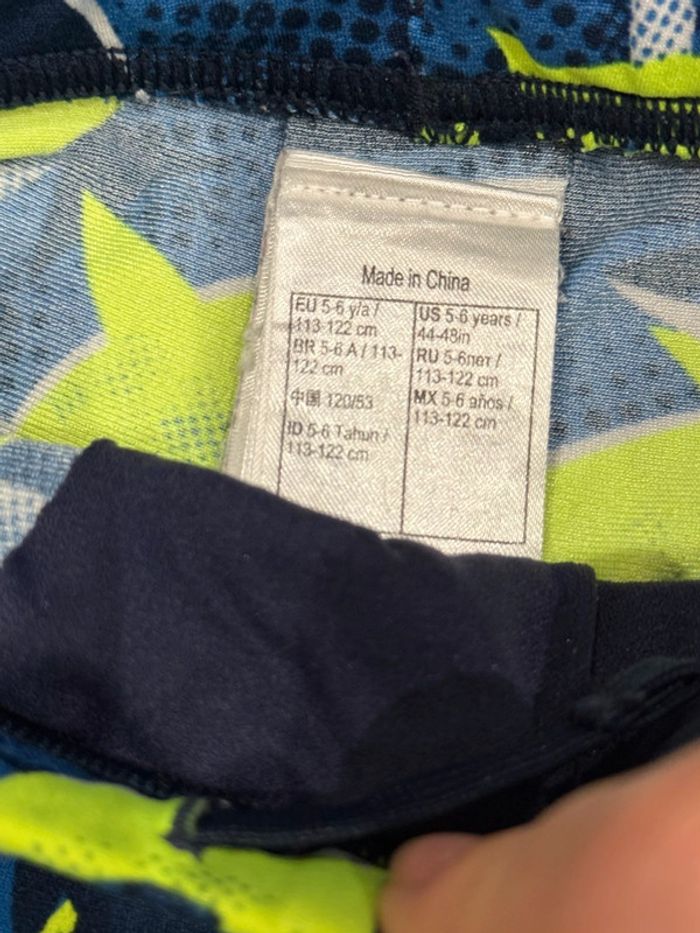 Made in China
EU 5-6 y/a /
113-122 cm
BR 5-6 A / 113-
122 cm
中国 120/53
ID 5-6 Tahun /
113-122 cm
US 5-6 years /
44-48in
RU 5-6лет /
113-122 cm
MX 5-6 años /
113-122 cm